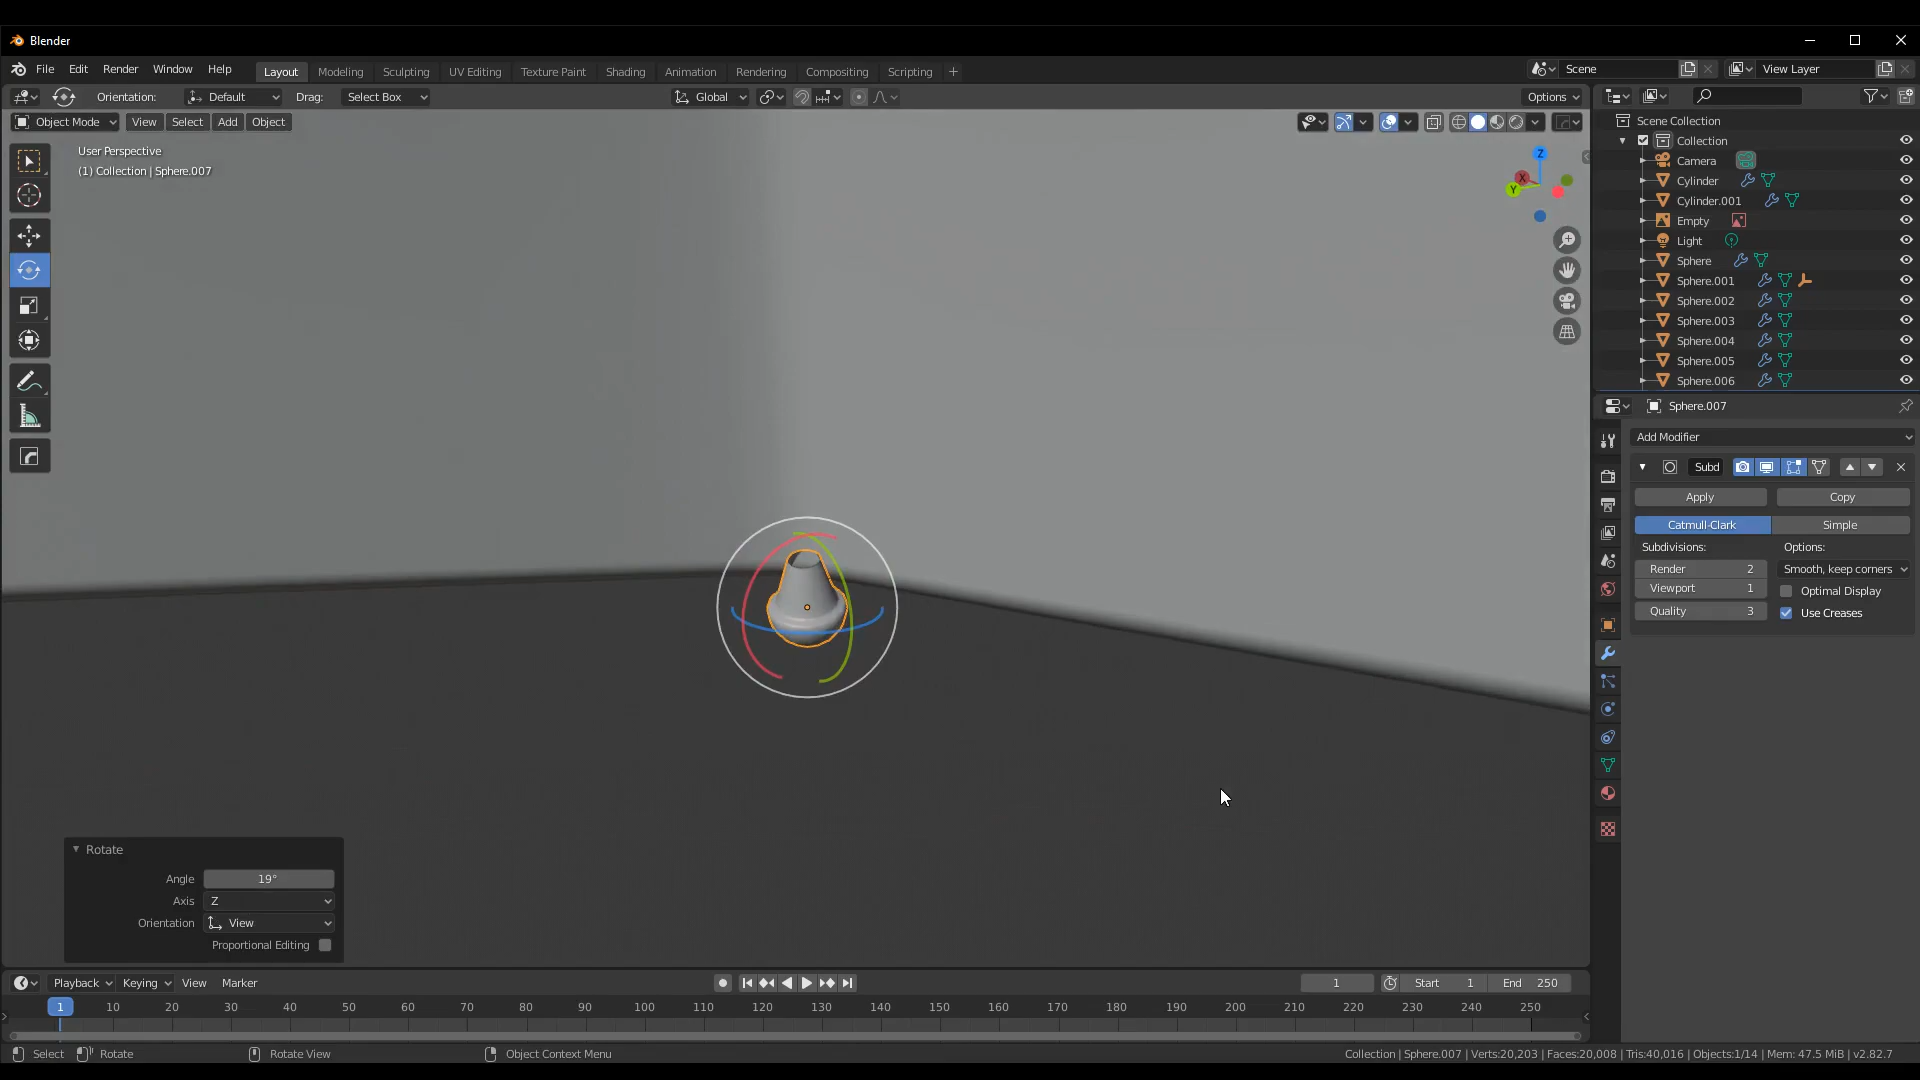 Blender
File Edit Render Window Help Layout Modeling Sculpting UV Editing Texture Paint Shading Animation Rendering Compositing Scripting + Scene View Layer
Orientation: Default Drag: Select Box Global Options
Object Mode View Select Add Object
User Perspective
(1) Collection | Sphere.007
Z
X
Y
Scene Collection
Collection
Camera
Cylinder
Cylinder.001
Empty
Light
Sphere
Sphere.001
Sphere.002
Sphere.003
Sphere.004
Sphere.005
Sphere.006
Sphere.007
Add Modifier
Subd
Apply Copy
Catmull-Clark Simple
Subdivisions: Options:
Render 2 Smooth, keep corners
Viewport 1 Optimal Display
Quality 3 Use Creases
Rotate
Angle 19°
Axis Z
Orientation View
Proportional Editing
Playback Keying View Marker 1 Start 1 End 250
1 10 20 30 40 50 60 70 80 90 100 110 120 130 140 150 160 170 180 190 200 210 220 230 240 250
Select Rotate Rotate View Object Context Menu Collection | Sphere.007 | Verts:20,203 | Faces:20,008 | Tris:40,016 | Objects:1/14 | Mem: 47.5 MiB | v2.82.7